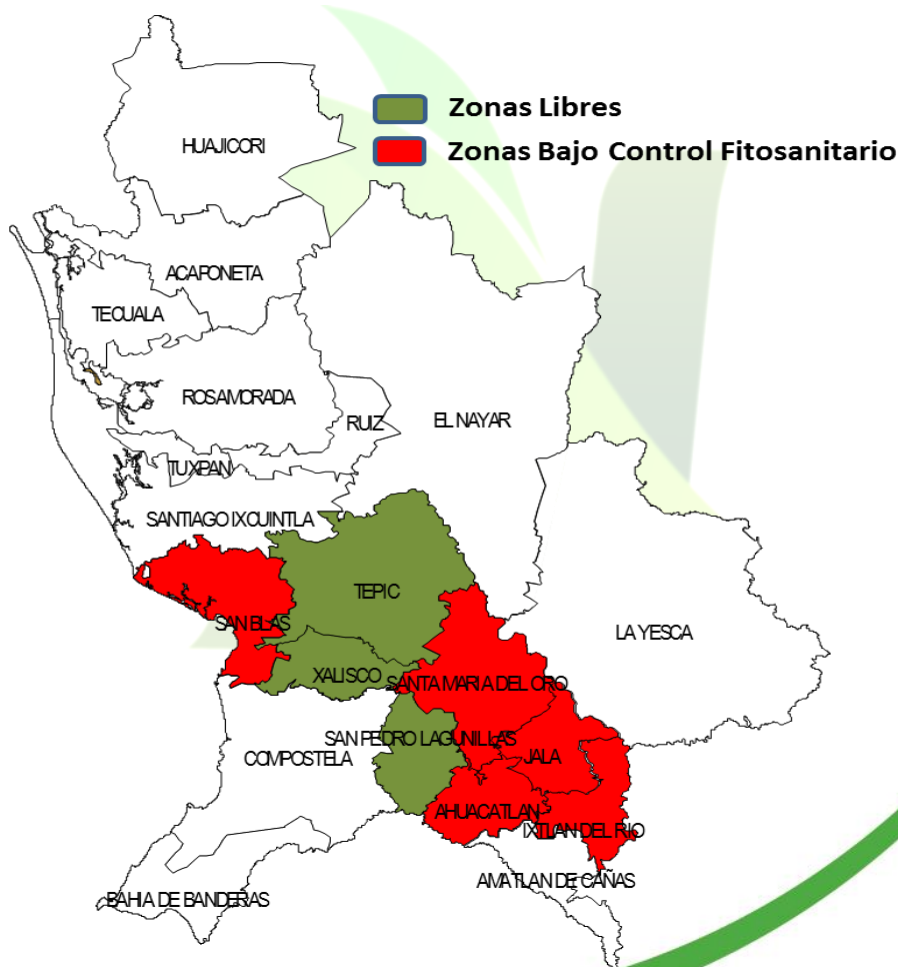 Zonas Libres
Zonas Bajo Control Fitosanitario
HUAJICORI
ACAPONETA
TECUALA
ROSAMORADA
RUIZ
EL NAYAR
TUXPAN
SANTIAGO IXCUINTLA
TEPIC
SAN BLAS
LA YESCA
XALISCO
SANTA MARIA DEL ORO
SAN PEDRO LAGUNILLAS
COMPOSTELA
JALA
AHUACATLAN
IXTLAN DEL RIO
AMATLAN DE CAÑAS
BAHIA DE BANDERAS